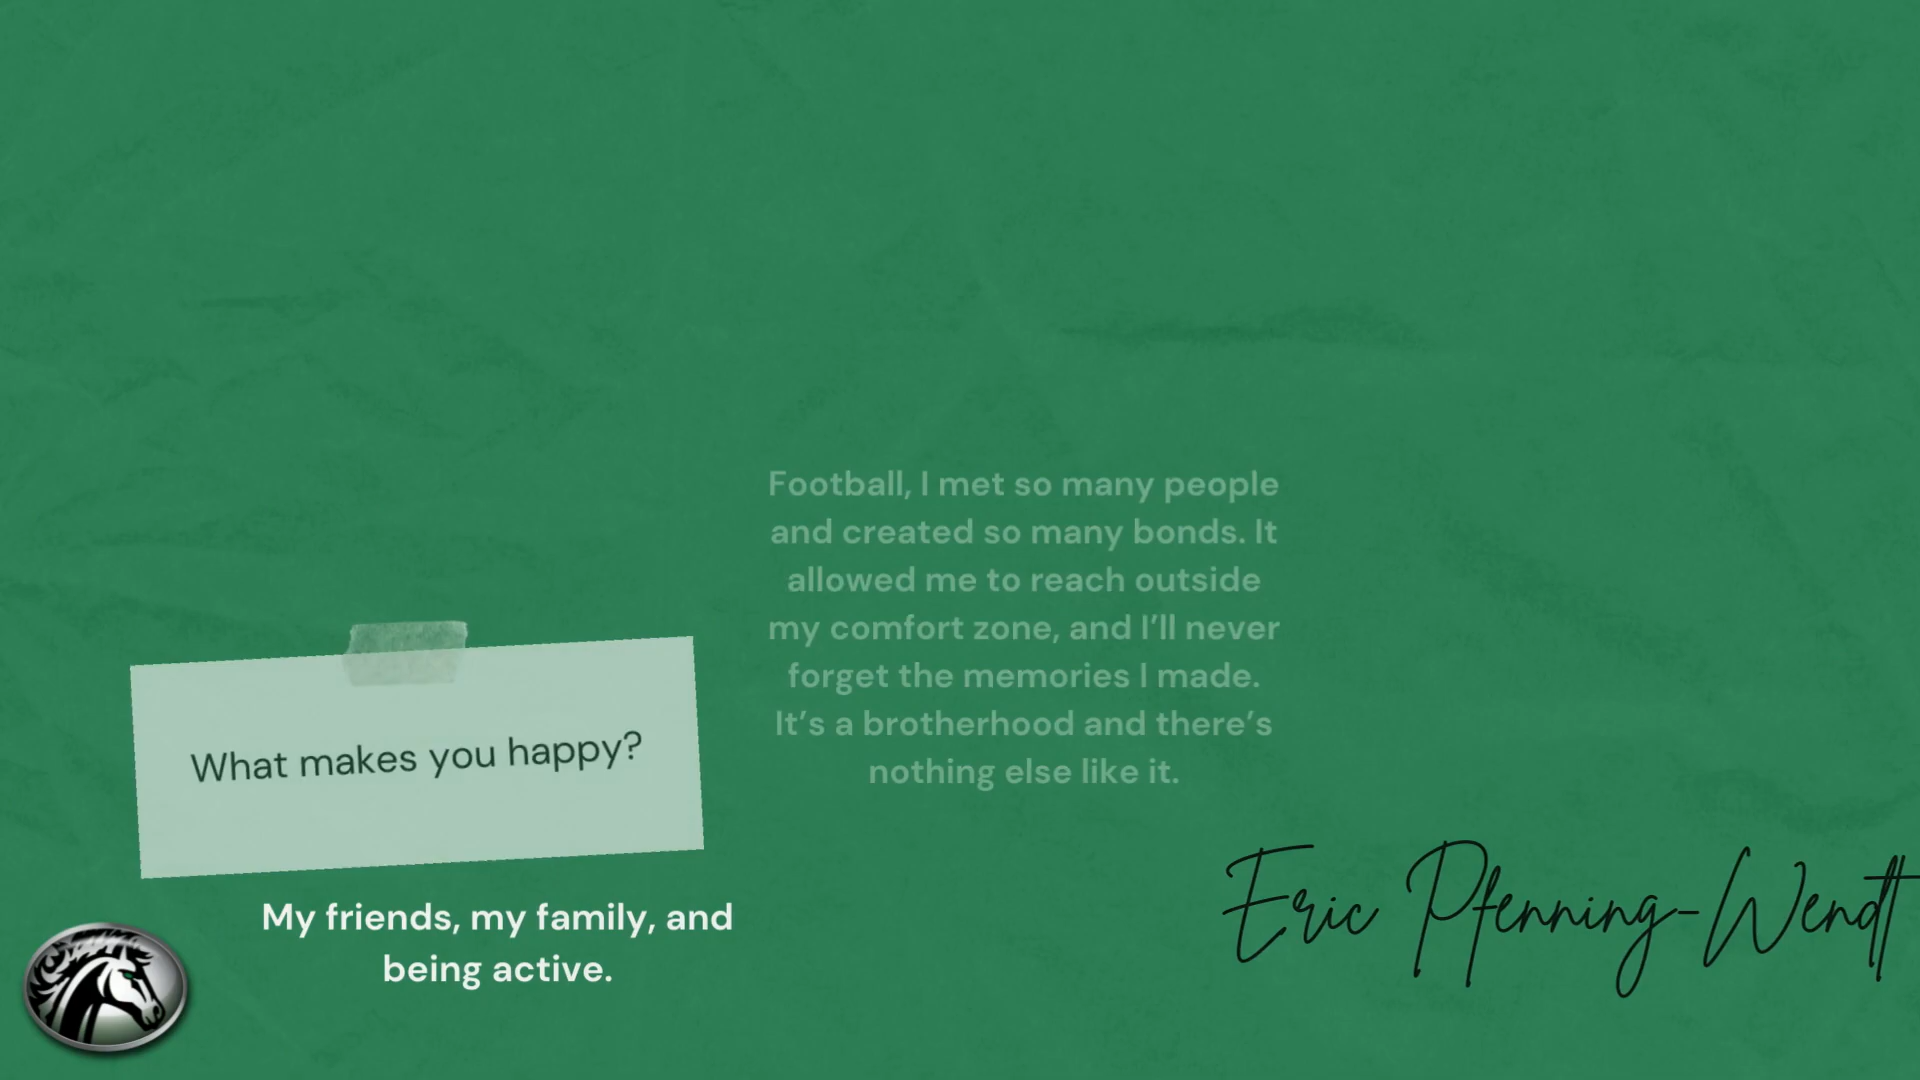 Football, I met so many people
and created so many bonds. It
allowed me to reach outside
my comfort zone, and I’ll never
forget the memories I made.
It’s a brotherhood and there’s
nothing else like it.
What makes you happy?
My friends, my family, and
being active.
Eric Pfenning-Wendt